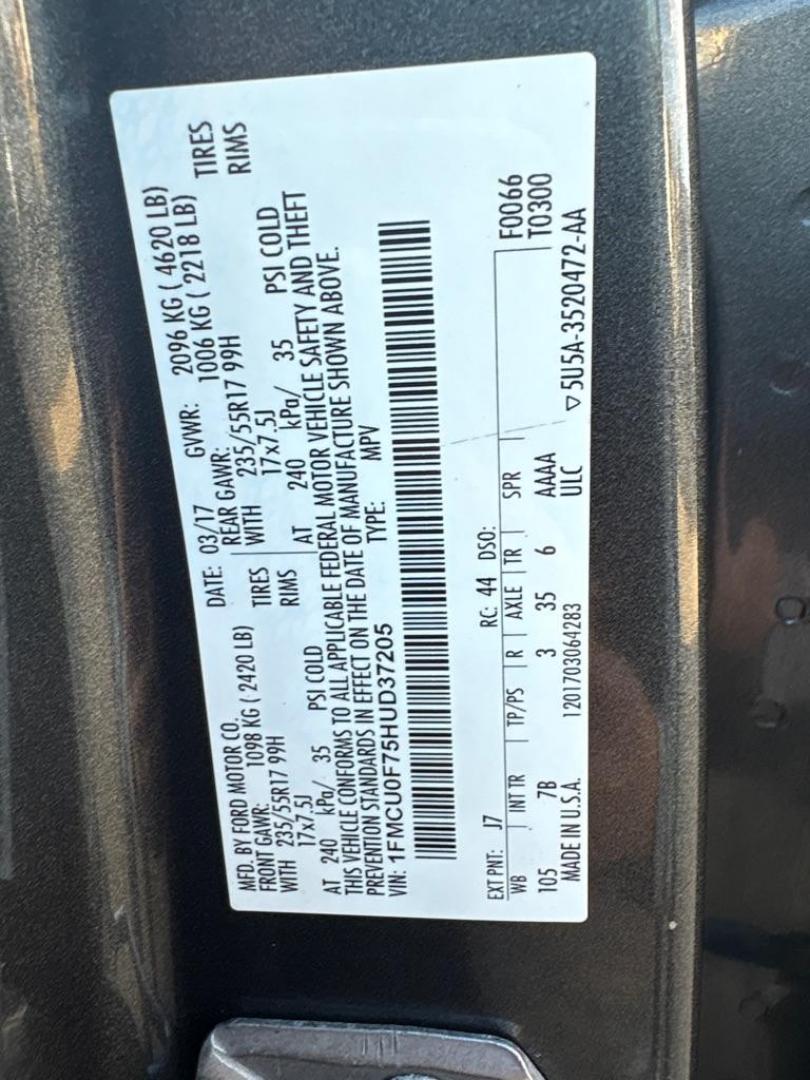 MFD. BY FORD MOTOR CO.
DATE: 03/17 GVWR: 2096 KG ( 4620 LB)
FRONT GAWR: 1098 KG ( 2420 LB)
REAR GAWR: 1006 KG ( 2218 LB)
WITH 235/55R17 99H TIRES
WITH 235/55R17 99H TIRES
17x7.5J RIMS
17x7.5J RIMS
AT 240 kPa/ 35 PSI COLD
AT 240 kPa/ 35 PSI COLD
THIS VEHICLE CONFORMS TO ALL APPLICABLE FEDERAL MOTOR VEHICLE SAFETY AND THEFT
PREVENTION STANDARDS IN EFFECT ON THE DATE OF MANUFACTURE SHOWN ABOVE.
VIN: 1FMCU0F75HUD37205 TYPE: MPV
EXT PNT: J7 RC: 44 DSO:
WB INT TR TP/PS R AXLE TR SPR F0066
T0300
105 7B 3 35 6 AAAA
MADE IN U.S.A. 1201703064283 ULC ▽5U5A-3520472-AA